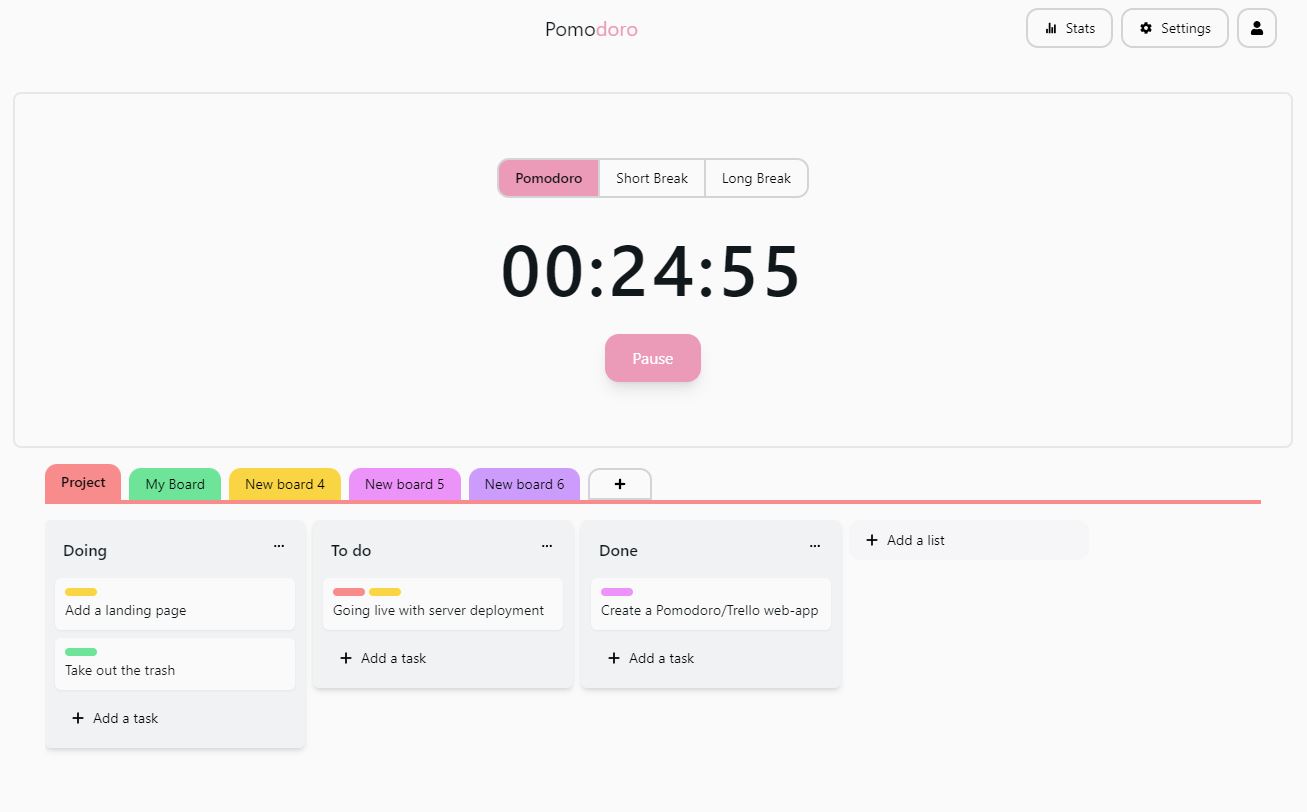 Pomodoro
Stats
Settings
Pomodoro
Short Break
Long Break
00:24:55
Pause
Project
My Board
New board 4
New board 5
New board 6
+
Doing
...
To do
...
Done
...
+ Add a list
Add a landing page
Take out the trash
+ Add a task
Going live with server deployment
+ Add a task
Create a Pomodoro/Trello web-app
+ Add a task